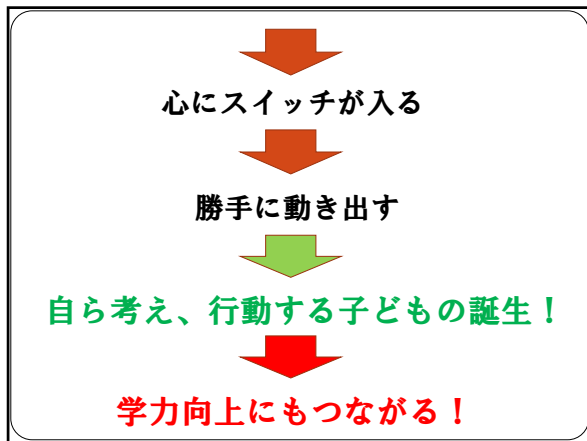 心にスイッチが入る
勝手に動き出す
自ら考え、行動する子どもの誕生！
学力向上にもつながる！